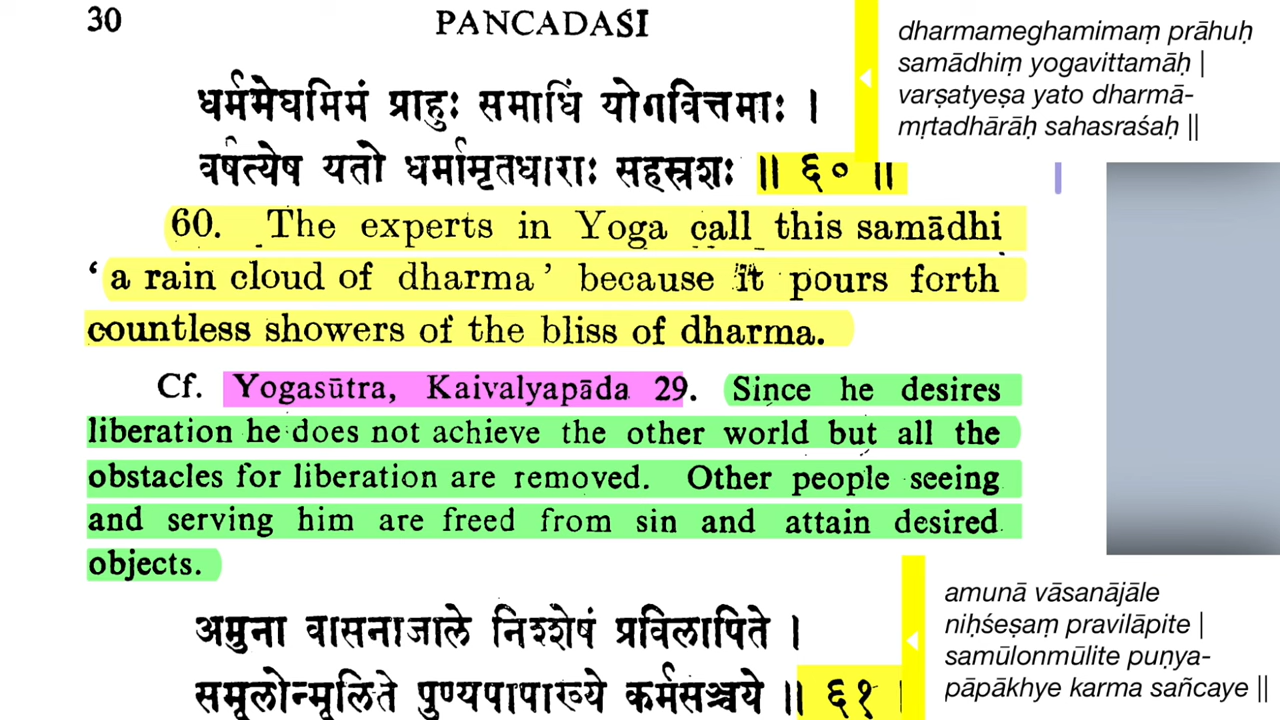 30
PANCADAŚI
dharmameghamimaṃ prāhuḥ
samādhiṃ yogavittamāḥ |
varṣatyeṣa yato dharmā-
mṛtadhārāḥ sahasraśaḥ ||
धर्ममेघमिमं प्राहुः समाधिं योगवित्तमाः ।
वर्षत्येष यतो धर्मामृतधाराः सहस्रशः ॥ ६० ॥
60. The experts in Yoga call this samādhi
‘a rain cloud of dharma’ because it pours forth
countless showers of the bliss of dharma.
Cf. Yogasūtra, Kaivalyapāda 29. Since he desires
liberation he does not achieve the other world but all the
obstacles for liberation are removed. Other people seeing
and serving him are freed from sin and attain desired
objects.
अमुना वासनाजाले निश्शेषं प्रविलापिते ।
समूलोन्मूलिते पुण्यपापाख्ये कर्मसञ्चये ॥ ६१ ।
amunā vāsanājāle
niḥśeṣaṃ pravilāpite |
samūlonmūlite puṇya-
pāpākhye karma sañcaye ||